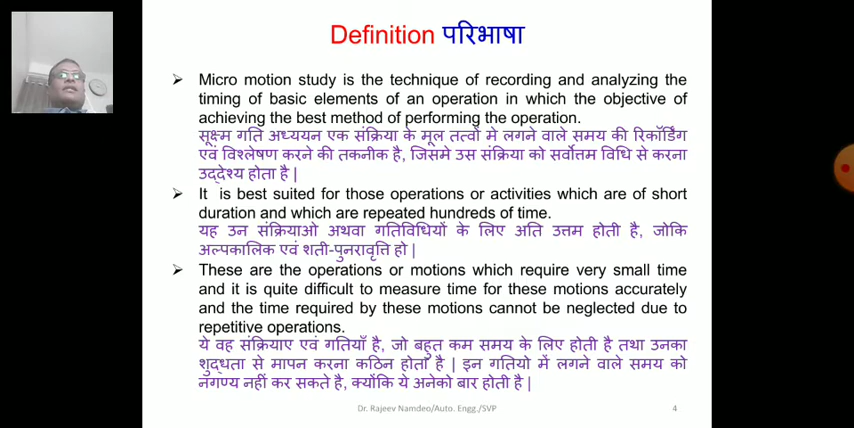 Definition परिभाषा
➢ Micro motion study is the technique of recording and analyzing the
timing of basic elements of an operation in which the objective of
achieving the best method of performing the operation.
सूक्ष्म गति अध्ययन एक संक्रिया के मूल तत्वों मे लगने वाले समय की रिकॉर्डिंग
एवं विश्लेषण करने की तकनीक है, जिसमे उस संक्रिया को सर्वोत्तम विधि से करना
उद्देश्य होता है |
➢ It is best suited for those operations or activities which are of short
duration and which are repeated hundreds of time.
यह उन संक्रियाओ अथवा गतिविधियों के लिए अति उत्तम होती है, जोकि
अल्पकालिक एवं शती-पुनरावृत्ति हो |
➢ These are the operations or motions which require very small time
and it is quite difficult to measure time for these motions accurately
and the time required by these motions cannot be neglected due to
repetitive operations.
ये वह संक्रियाए एवं गतियाँ है, जो बहुत कम समय के लिए होती है तथा उनका
शुद्धता से मापन करना कठिन होता है | इन गतियो में लगने वाले समय को
नगण्य नहीं कर सकते है, क्योंकि ये अनेको बार होती है |
Dr. Rajeev Namdeo/Auto. Engg./SVP 4